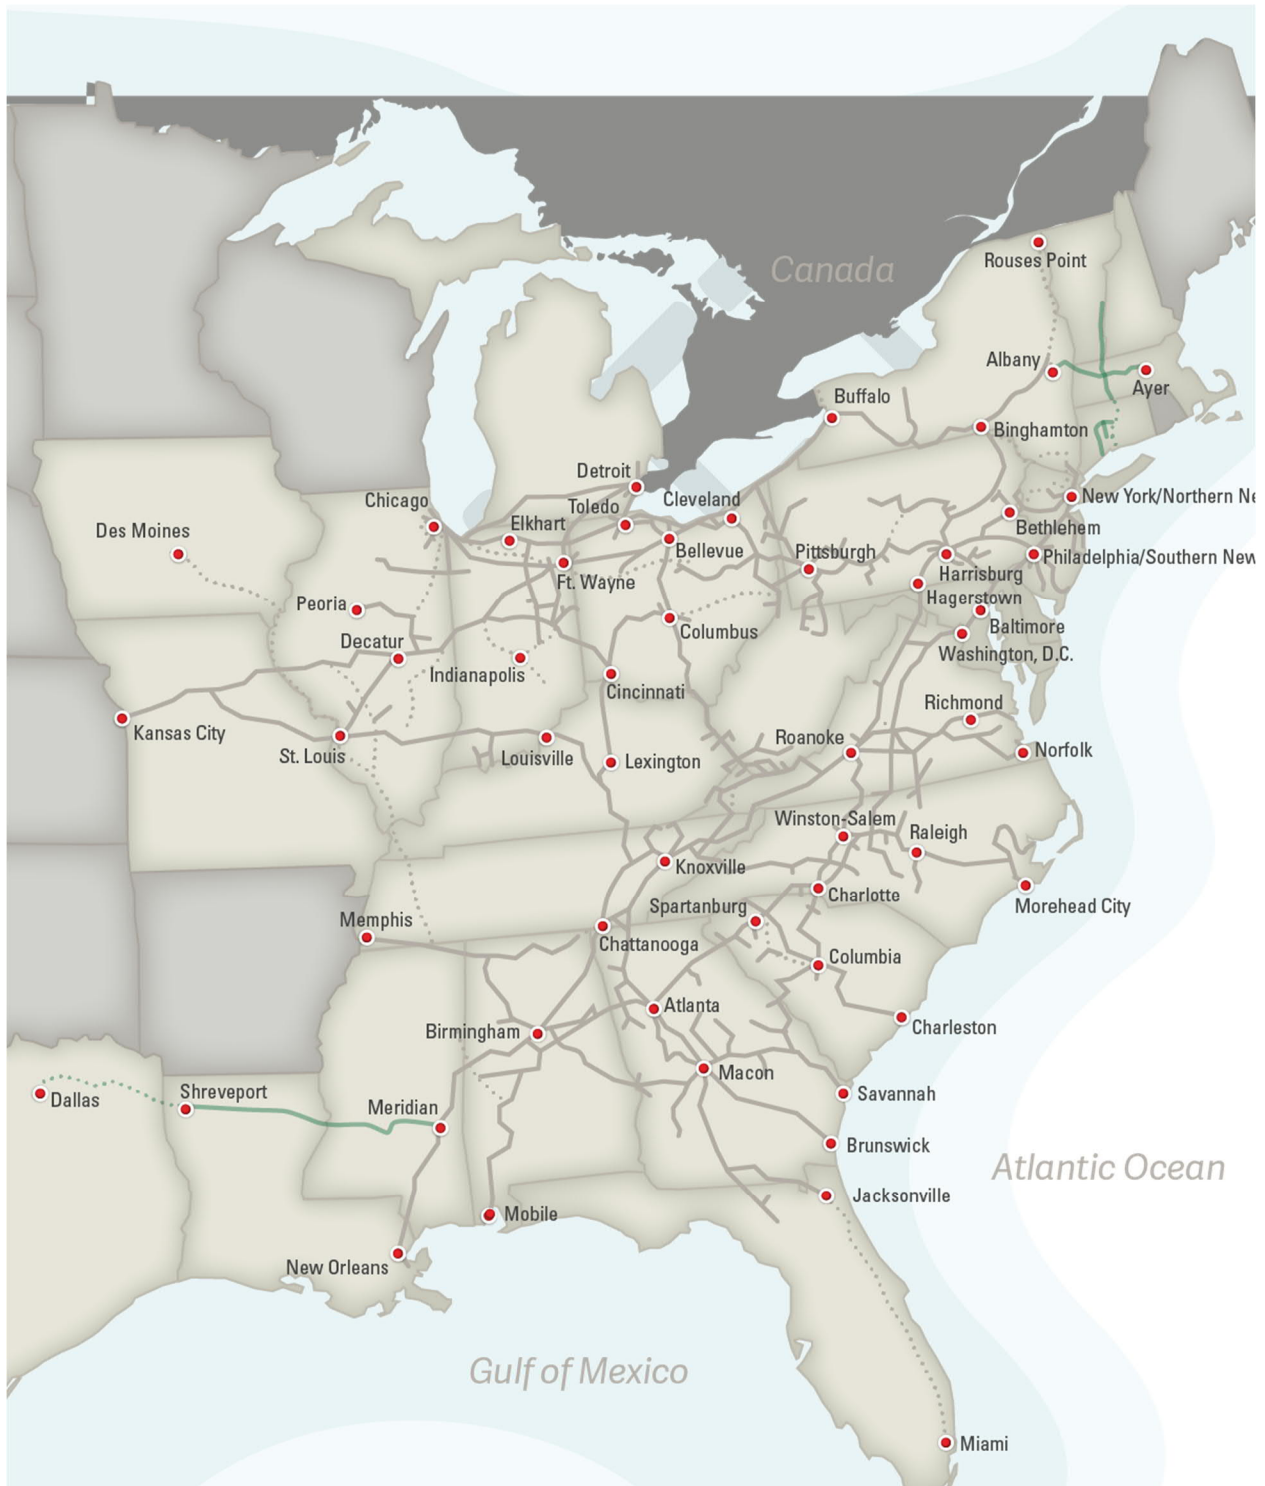 Canada
Rouses Point
Albany
Ayer
Buffalo
Binghamton
Detroit
Chicago
Toledo
Cleveland
New York/Northern Ne
Elkhart
Des Moines
Bethlehem
Bellevue
Pittsburgh
Philadelphia/Southern New
Ft. Wayne
Harrisburg
Hagerstown
Peoria
Baltimore
Columbus
Decatur
Washington, D.C.
Indianapolis
Cincinnati
Richmond
Kansas City
Roanoke
Norfolk
St. Louis
Louisville
Lexington
Winston-Salem
Raleigh
Knoxville
Charlotte
Spartanburg
Morehead City
Memphis
Chattanooga
Columbia
Atlanta
Charleston
Birmingham
Macon
Shreveport
Savannah
Dallas
Meridian
Brunswick
Atlantic Ocean
Jacksonville
Mobile
New Orleans
Gulf of Mexico
Miami